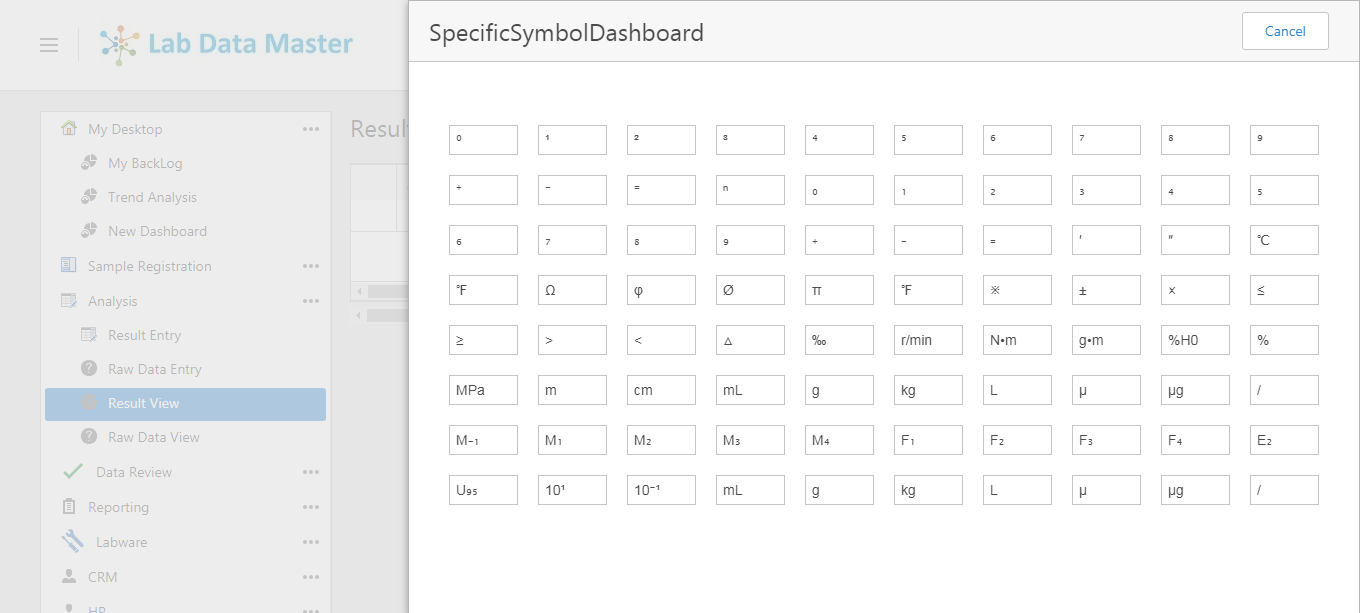 Lab Data Master
SpecificSymbolDashboard
Cancel
My Desktop
My BackLog
Trend Analysis
New Dashboard
Sample Registration
Analysis
Result Entry
Raw Data Entry
Result View
Raw Data View
Data Review
Reporting
Labware
CRM
HR
Resul
⁰ ¹ ² ³ ⁴ ⁵ ⁶ ⁷ ⁸ ⁹
⁺ ⁻ ⁼ ⁿ ₀ ₁ ₂ ₃ ₄ ₅
₆ ₇ ₈ ₉ ₊ ₋ ₌ ′ ″ ℃
℉ Ω φ Ø π ℉ ※ ± × ≤
≥ > < △ ‰ r/min N•m g•m %H0 %
MPa m cm mL g kg L µ µg /
M₋₁ M₁ M₂ M₃ M₄ F₁ F₂ F₃ F₄ E₂
U₉₅ 10¹ 10⁻¹ mL g kg L µ µg /